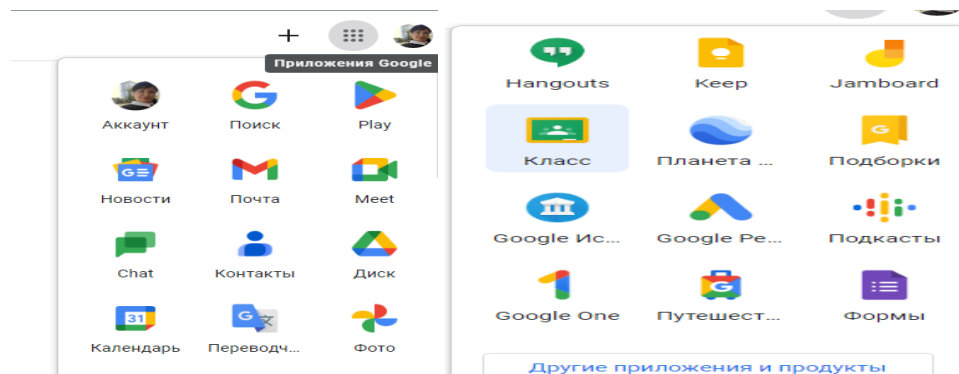 Приложения Google
Аккаунт Поиск Play
Новости Почта Meet
Chat Контакты Диск
31
Календарь Переводч... Фото
Hangouts Keep Jamboard
Класс Планета ... Подборки
Google Ис... Google Ре... Подкасты
Google One Путешест... Формы
Другие приложения и продукты